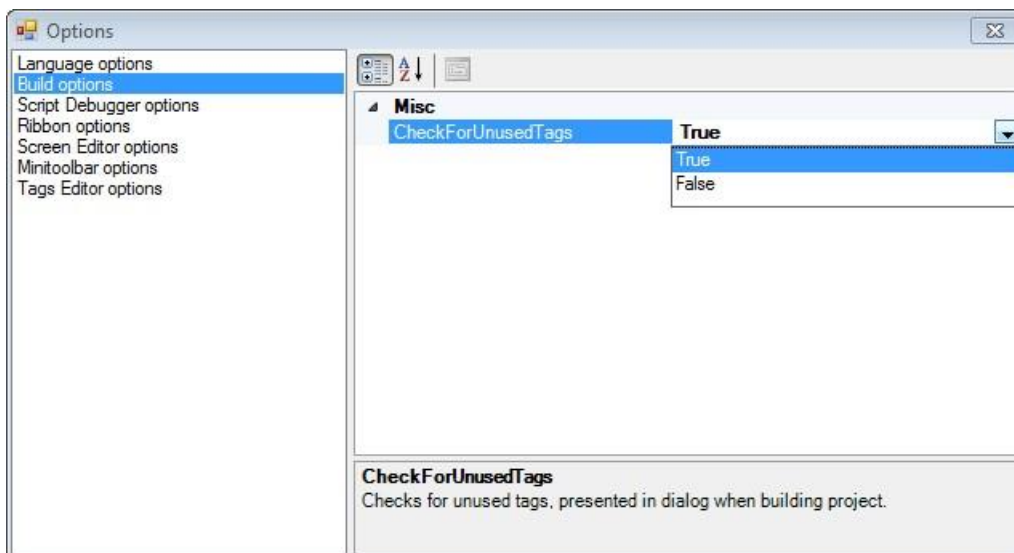 Options
Language options
Build options
Script Debugger options
Ribbon options
Screen Editor options
Minitoolbar options
Tags Editor options
Misc
CheckForUnusedTags True
True
False
CheckForUnusedTags
Checks for unused tags, presented in dialog when building project.